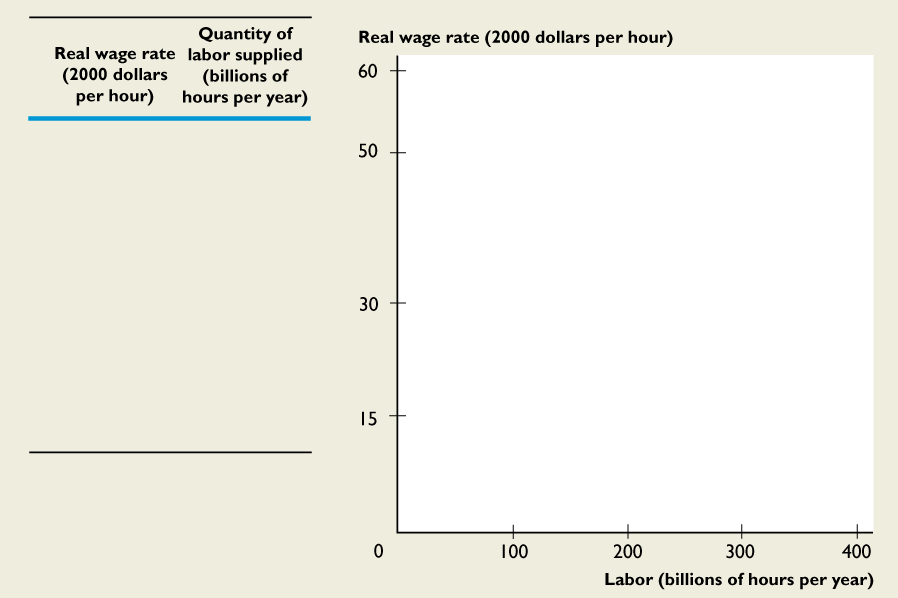 Real wage rate
(2000 dollars
per hour)
Quantity of
labor supplied
(billions of
hours per year)
Real wage rate (2000 dollars per hour)
60
50
30
15
0
100
200
300
400
Labor (billions of hours per year)